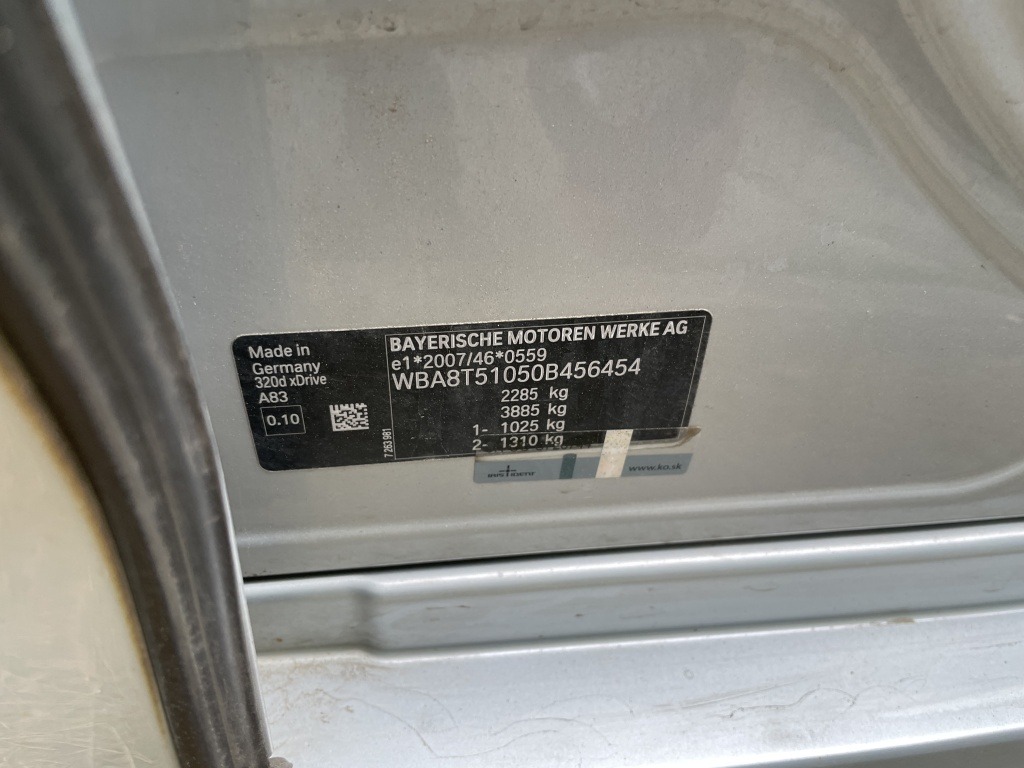 Made in
Germany
320d xDrive
A83
0.10
7 263 981
BAYERISCHE MOTOREN WERKE AG
e1*2007/46*0559
WBA8T51050B456454
2285 kg
3885 kg
1- 1025 kg
2- 1310 kg
www.ko.sk